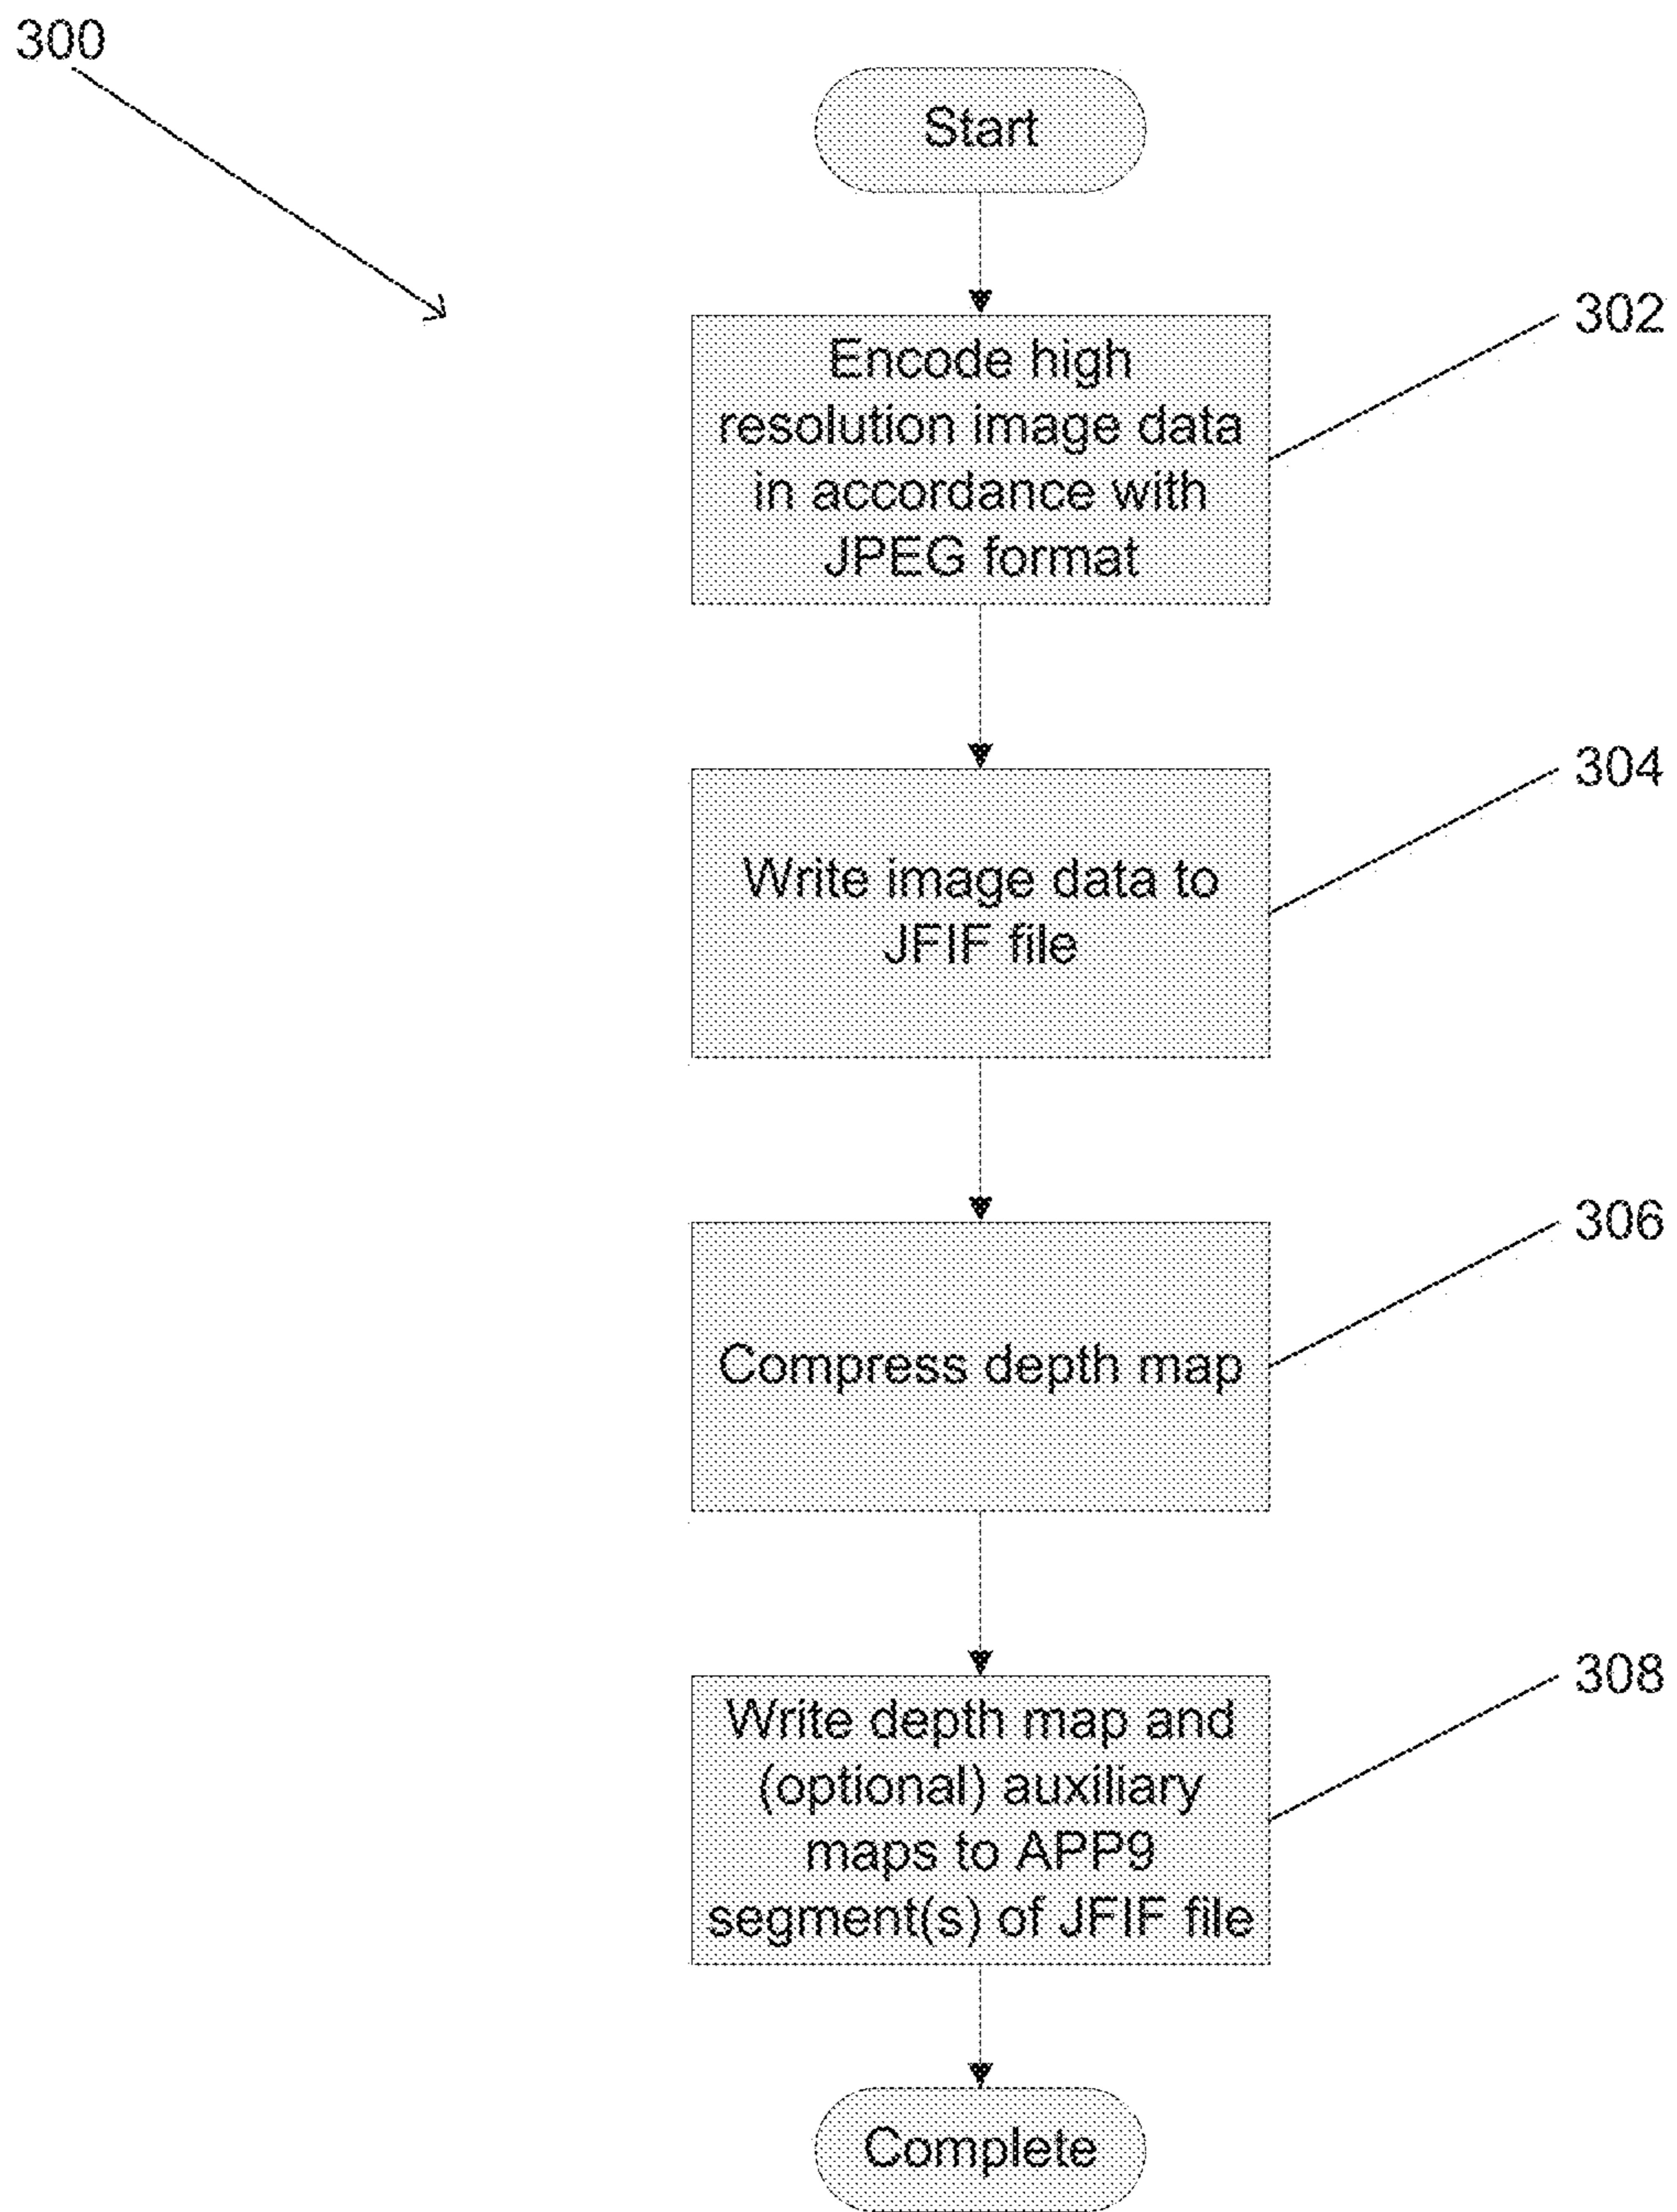 300
Start
302
Encode high
resolution image data
in accordance with
JPEG format
304
Write image data to
JFIF file
306
Compress depth map
308
Write depth map and
(optional) auxiliary
maps to APP9
segment(s) of JFIF file
Complete